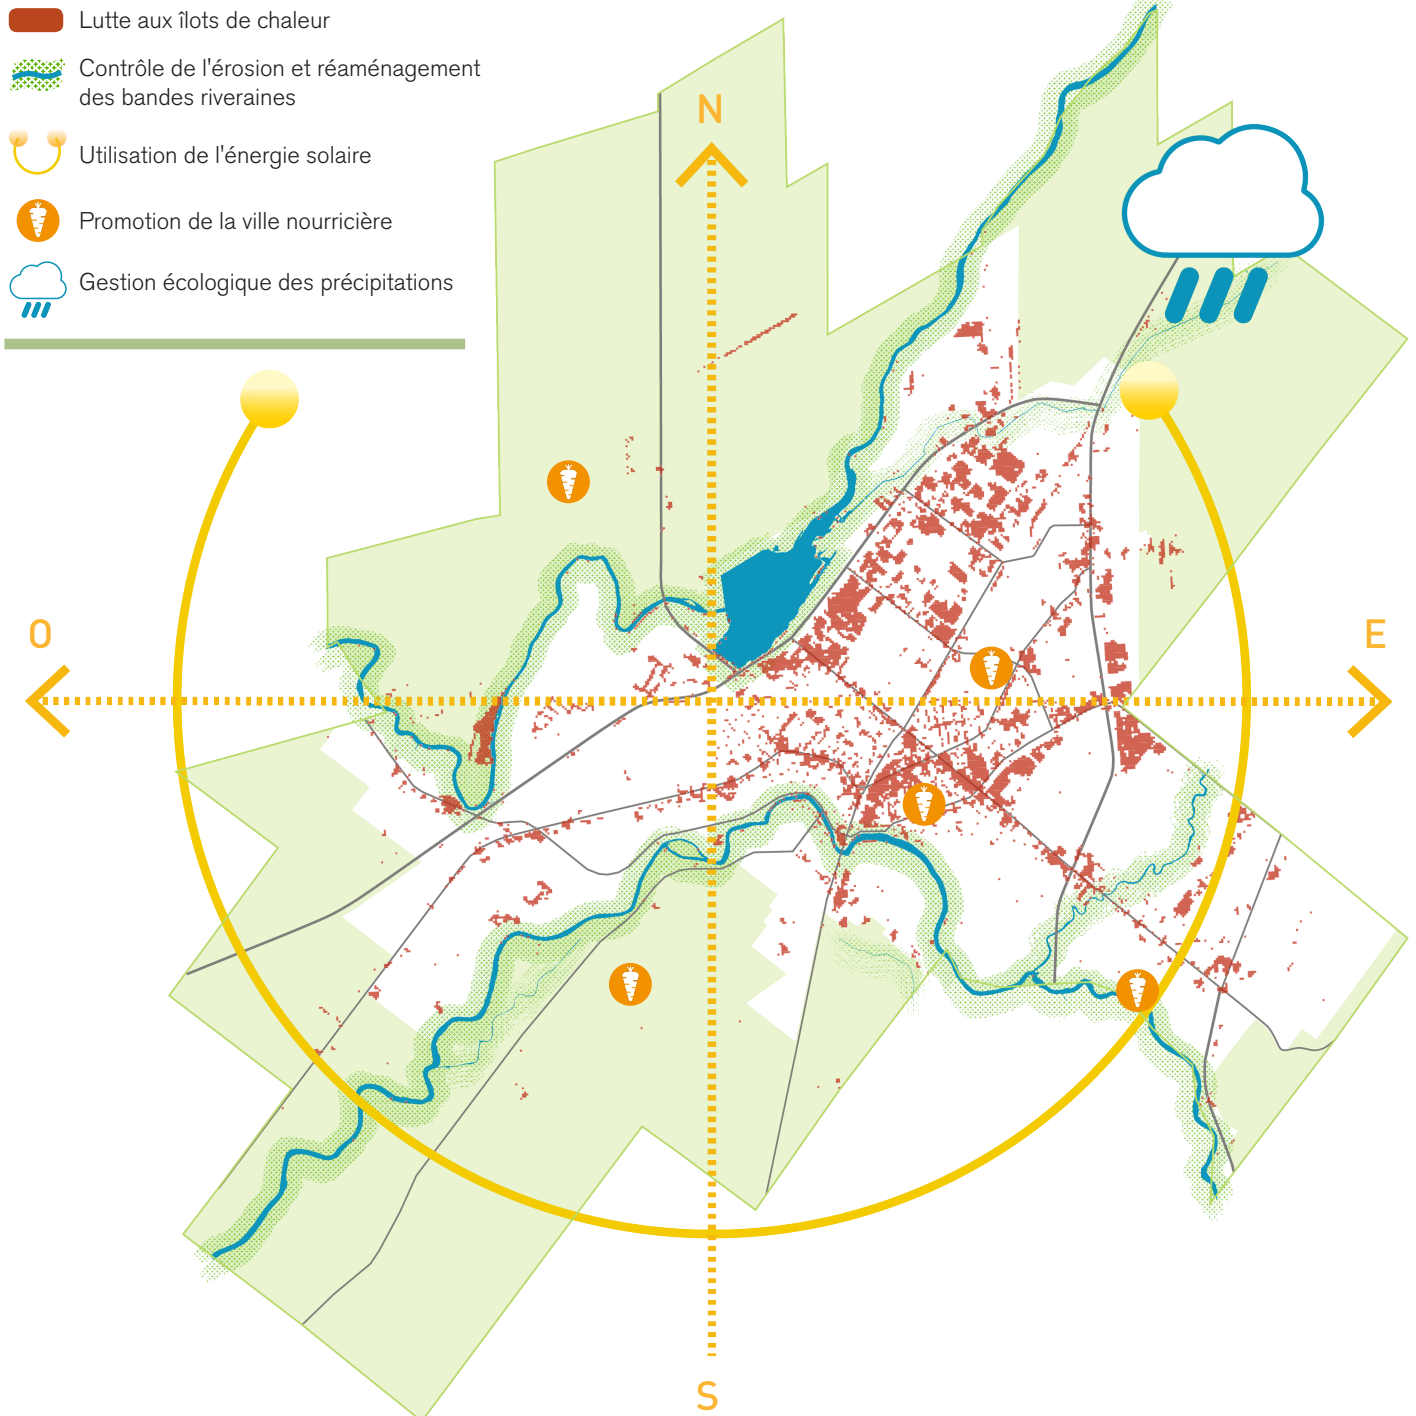 Lutte aux îlots de chaleur
Contrôle de l'érosion et réaménagement
des bandes riveraines
Utilisation de l'énergie solaire
Promotion de la ville nourricière
Gestion écologique des précipitations
N
O
E
S